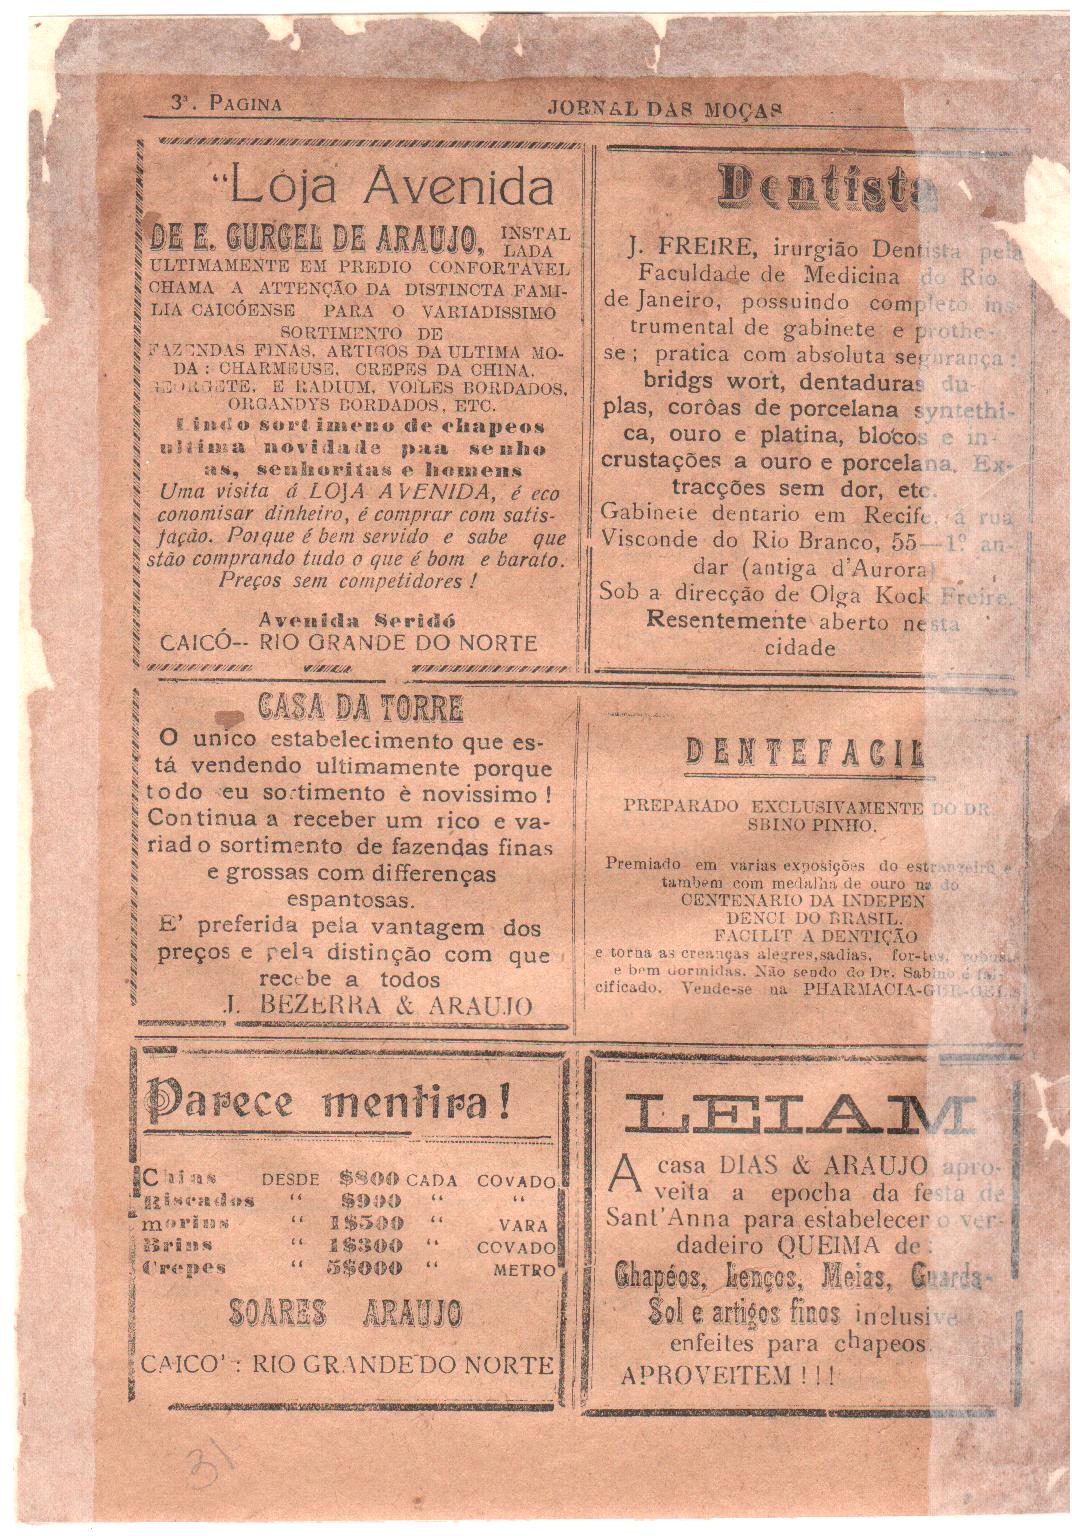 3ª. PAGINA
JORNAL DAS MOÇAS
"Loja Avenida
DE E. GURGEL DE ARAUJO, INSTAL
LADA
ULTIMAMENTE EM PREDIO CONFORTAVEL
CHAMA A ATTENÇÃO DA DISTINCTA FAMI-
LIA CAICÓENSE PARA O VARIADISSIMO
SORTIMENTO DE
FAZENDAS FINAS, ARTIGOS DA ULTIMA MO-
DA: CHARMEUSE, CREPES DA CHINA,
GEORGETE, E RADIUM, VOILES BORDADOS,
ORGANDYS BORDADOS, ETC.
Lindo sortimeno de chapeos
ultima novidade paa senho
as, senhoritas e homens
Uma visita á LOJA AVENIDA, é eco
conomisar dinheiro, é comprar com satis-
fação. Porque é bem servido e sabe que
stão comprando tudo o que é bom e barato.
Preços sem competidores!
Avenida Seridó
CAICÓ-- RIO GRANDE DO NORTE
Dentista
J. FREIRE, irurgião Dentista pela
Faculdade de Medicina do Rio
de Janeiro, possuindo completo ins-
trumental de gabinete e prothe-
se; pratica com absoluta segurança:
bridgs wort, dentaduras du-
plas, corôas de porcelana syntethi-
ca, ouro e platina, blocos e in-
crustações a ouro e porcelana, Ex-
tracções sem dor, etc.
Gabinete dentario em Recife, á rua
Visconde do Rio Branco, 55—1º an-
dar (antiga d'Aurora)
Sob a direcção de Olga Kock Freire.
Resentemente aberto nesta
cidade
CASA DA TORRE
O unico estabelecimento que es-
tá vendendo ultimamente porque
todo eu sortimento è novissimo!
Continua a receber um rico e va-
riado sortimento de fazendas finas
e grossas com differenças
espantosas.
E' preferida pela vantagem dos
preços e pela distinção com que
recebe a todos
J. BEZERRA & ARAUJO
DENTEFACIL
PREPARADO EXCLUSIVAMENTE DO DR.
SBINO PINHO.
Premiado em varias exposições do estrangeiro e
tambem com medalha de ouro na do
CENTENARIO DA INDEPEN
DENCI DO BRASIL.
FACILIT A DENTIÇÃO
e torna as creanças alegres,sadias, for-tes, robusts
e bem dormidas. Não sendo do Dr. Sabino é fal-
cificado. Vende-se na PHARMACIA-GUR-GEL
Parece mentira!
Chias DESDE $800 CADA COVADO
Riscados " $900 " "
morins " 1$500 " VARA
Brins " 1$300 " COVADO
Crepes " 5$000 " METRO
SOARES ARAUJO
CAICO': RIO GRANDE DO NORTE
LEIAM
A casa DIAS & ARAUJO apro-
veita a epocha da festa de
Sant'Anna para estabelecer o ver-
dadeiro QUEIMA de:
Chapéos, Lenços, Meias, Guarda-
Sol e artigos finos inclusive
enfeites para chapeos.
APROVEITEM!!!
31